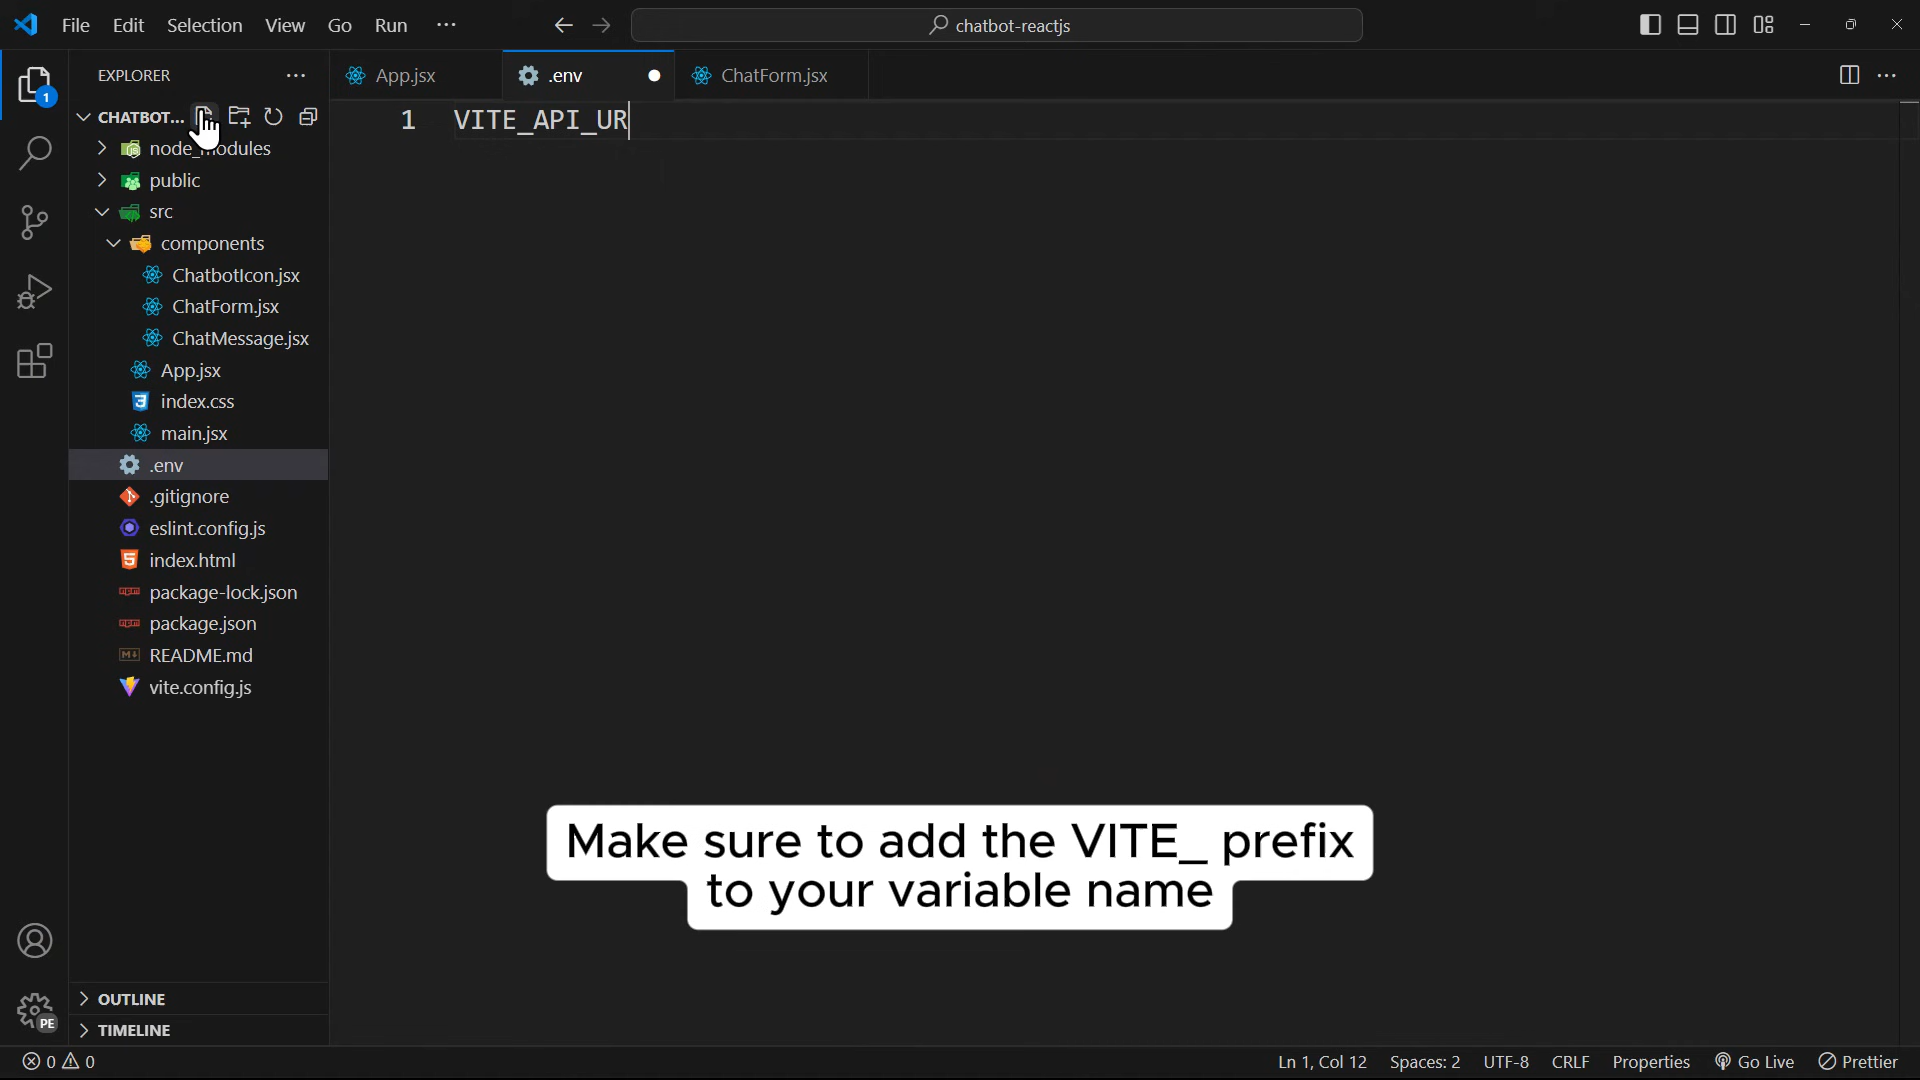 File Edit Selection View Go Run ...
chatbot-reactjs
EXPLORER
CHATBOT...
node_modules
public
src
components
ChatbotIcon.jsx
ChatForm.jsx
ChatMessage.jsx
App.jsx
index.css
main.jsx
.env
.gitignore
eslint.config.js
index.html
package-lock.json
package.json
README.md
vite.config.js
OUTLINE
TIMELINE
App.jsx .env ChatForm.jsx
1 VITE_API_UR
Make sure to add the VITE_ prefix
to your variable name
1
PE
0 0 Ln 1, Col 12 Spaces: 2 UTF-8 CRLF Properties Go Live Prettier